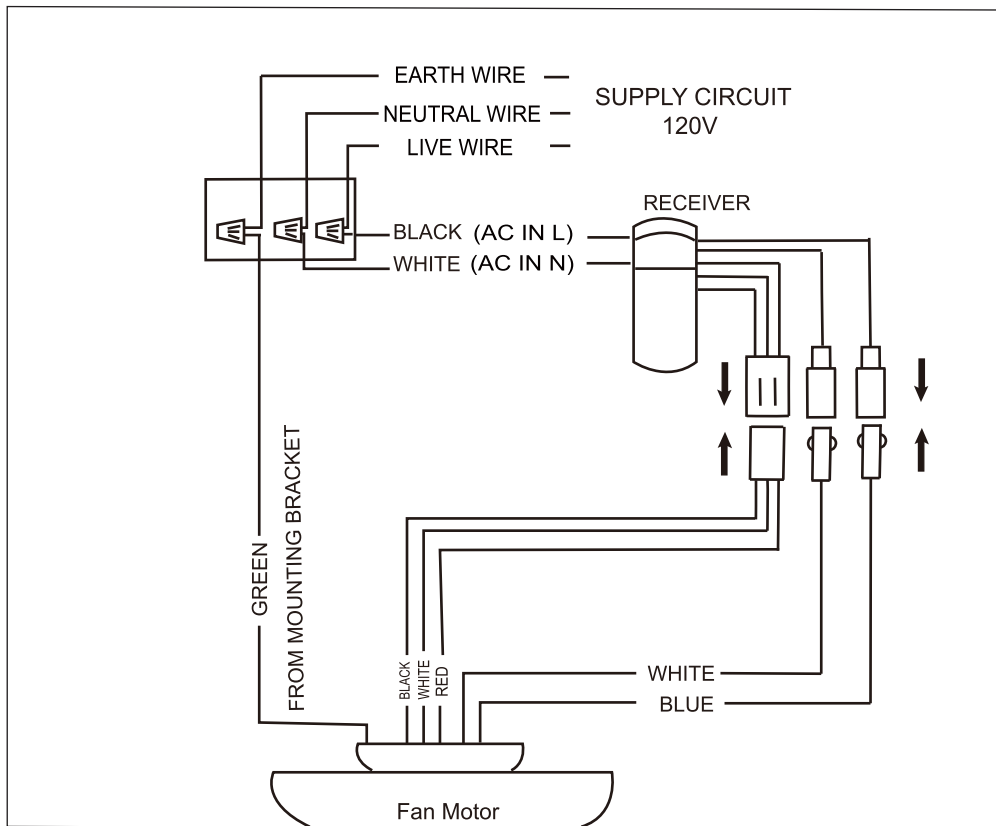 EARTH WIRE
NEUTRAL WIRE
LIVE WIRE
SUPPLY CIRCUIT
120V
RECEIVER
BLACK (AC IN L)
WHITE (AC IN N)
GREEN
FROM MOUNTING BRACKET
BLACK
WHITE
RED
WHITE
BLUE
Fan Motor